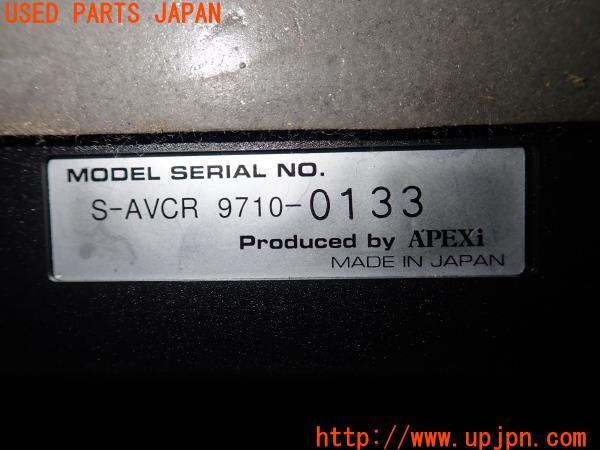 USED PARTS JAPAN
MODEL SERIAL NO.
S-AVCR 9710-0133
Produced by A'PEXi
MADE IN JAPAN
http://www.upjpn.com/